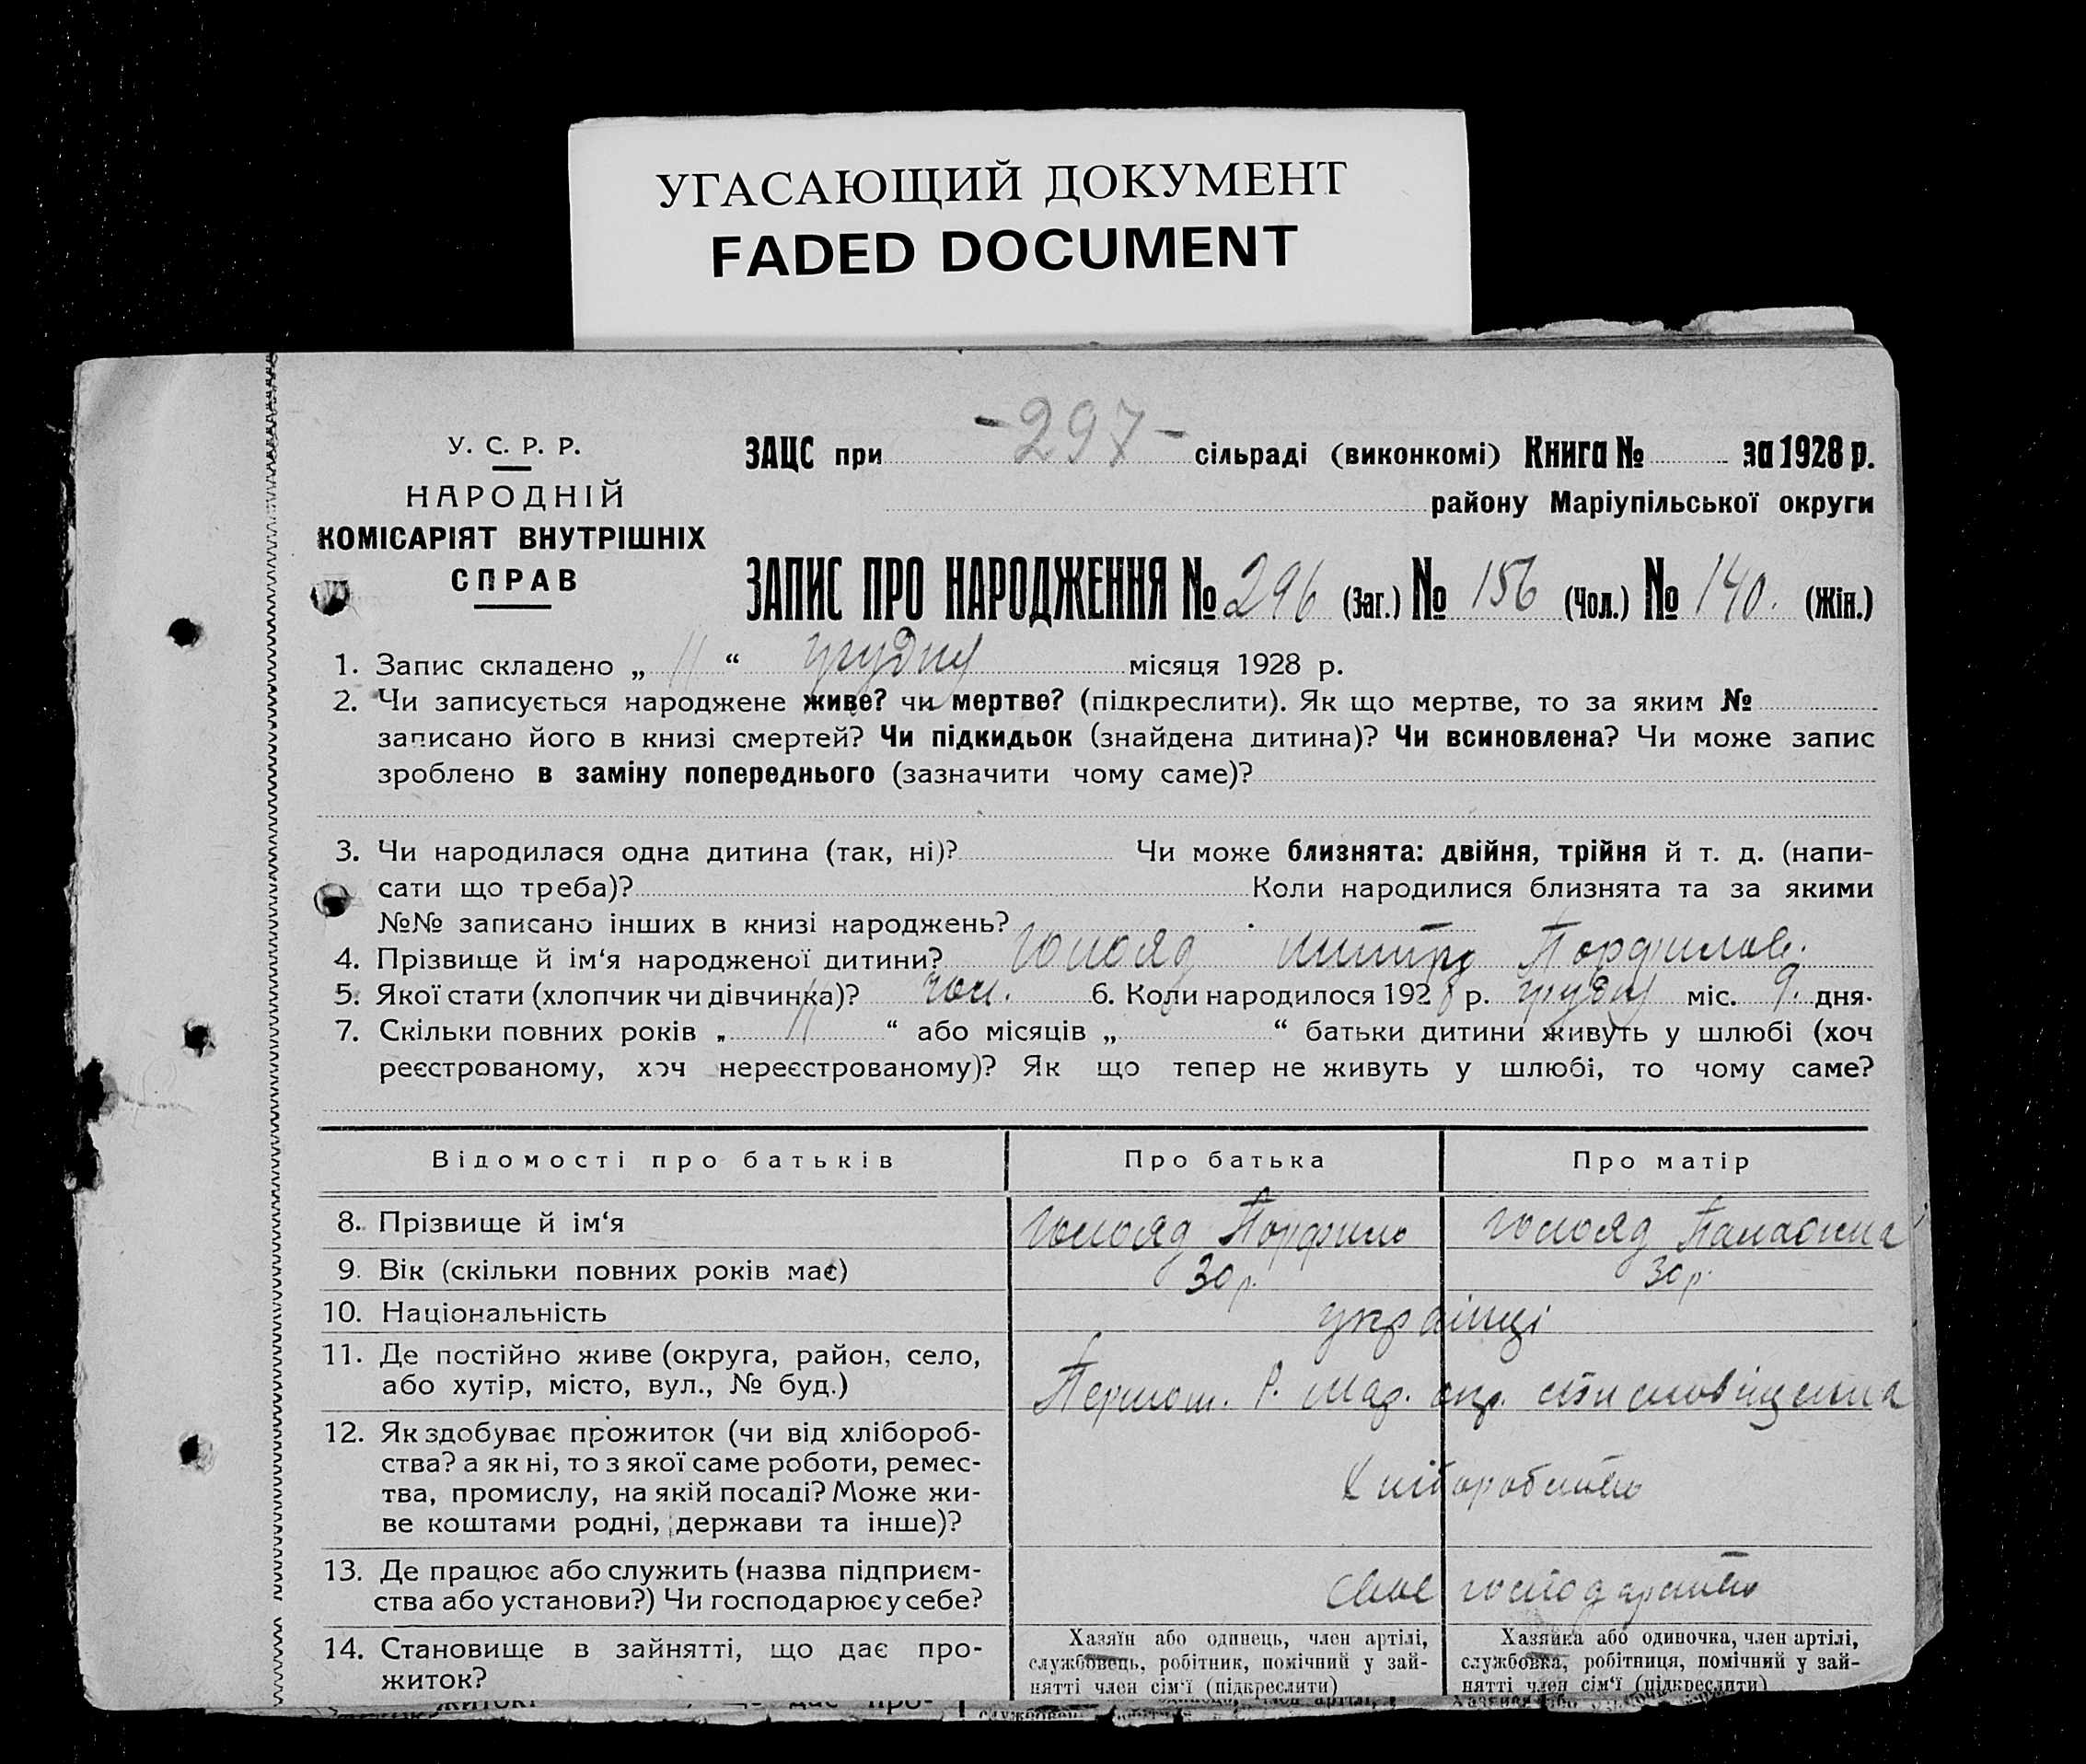 УГАСАЮЩИЙ ДОКУМЕНТ
FADED DOCUMENT
У. С. Р. Р.
НАРОДНІЙ
КОМІСАРІЯТ ВНУТРІШНІХ
СПРАВ
-297-
ЗАЦС при сільраді (виконкомі) Книга № за 1928 р.
району Маріупільської округи
ЗАПИС ПРО НАРОДЖЕННЯ № 296 (Заг.) № 156 (Чол.) № 140. (Жін.)
1. Запис складено „ 11 “ грудня місяця 1928 р.
2. Чи записується народжене живе? чи мертве? (підкреслити). Як що мертве, то за яким №
записано його в книзі смертей? Чи підкидьок (знайдена дитина)? Чи всиновлена? Чи може запис
зроблено в заміну попереднього (зазначити чому саме)?
3. Чи народилася одна дитина (так, ні)? Чи може близнята: двійня, трійня й т. д. (напи-
сати що треба)? Коли народилися близнята та за якими
№№ записано інших в книзі народжень?
4. Прізвище й ім‘я народженої дитини? Голояд Порфилов.
5. Якої стати (хлопчик чи дівчинка)? чол. 6. Коли народилося 1928 р. грудня міс. 9. дня.
7. Скільки повних років „ 11 “ або місяців „ “ батьки дитини живуть у шлюбі (хоч
реєстрованому, хоч нереєстрованому)? Як що тепер не живуть у шлюбі, то чому саме?
Відомості про батьків Про батька Про матір
8. Прізвище й ім‘я Голояд Порфило Голояд
9. Вік (скільки повних років має) 30 р. 30 р.
10. Національність українці
11. Де постійно живе (округа, район, село,
або хутір, місто, вул., № буд.) Р. Мар. окр.
12. Як здобуває прожиток (чи від хлібороб-
ства? а як ні, то з якої саме роботи, ремес-
тва, промислу, на якій посаді? Може жи-
ве коштами родні, держави та інше)? Хліборобство
13. Де працює або служить (назва підприєм-
ства або установи?) Чи господарює у себе? своє господарство
14. Становище в зайнятті, що дає про-
житок?
Хазяїн або одинець, член артілі,
службовець, робітник, помічний у зай-
нятті член сім‘ї (підкреслити)
Хазяйка або одиночка, член артілі,
службовка, робітниця, помічний у зай-
нятті член сім‘ї (підкреслити)